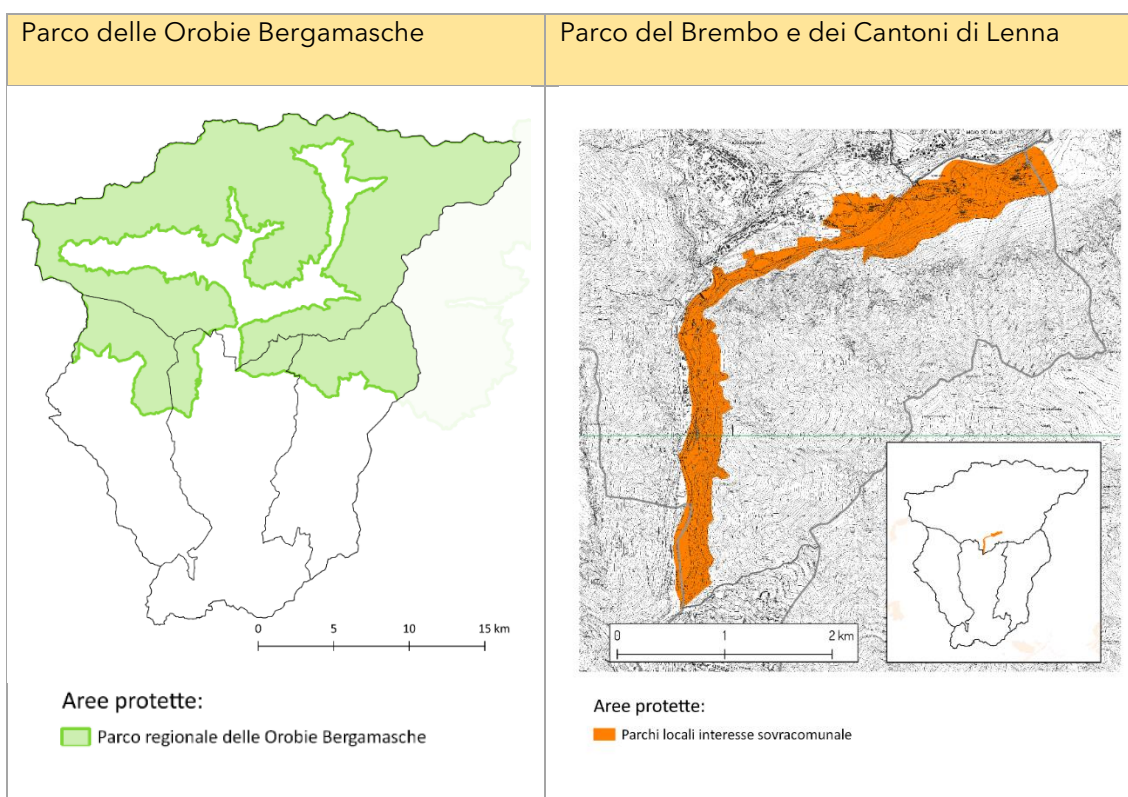 Parco delle Orobie Bergamasche
Parco del Brembo e dei Cantoni di Lenna
0 5 10 15 km
Aree protette:
Parco regionale delle Orobie Bergamasche
0 1 2 km
Aree protette:
Parchi locali interesse sovracomunale